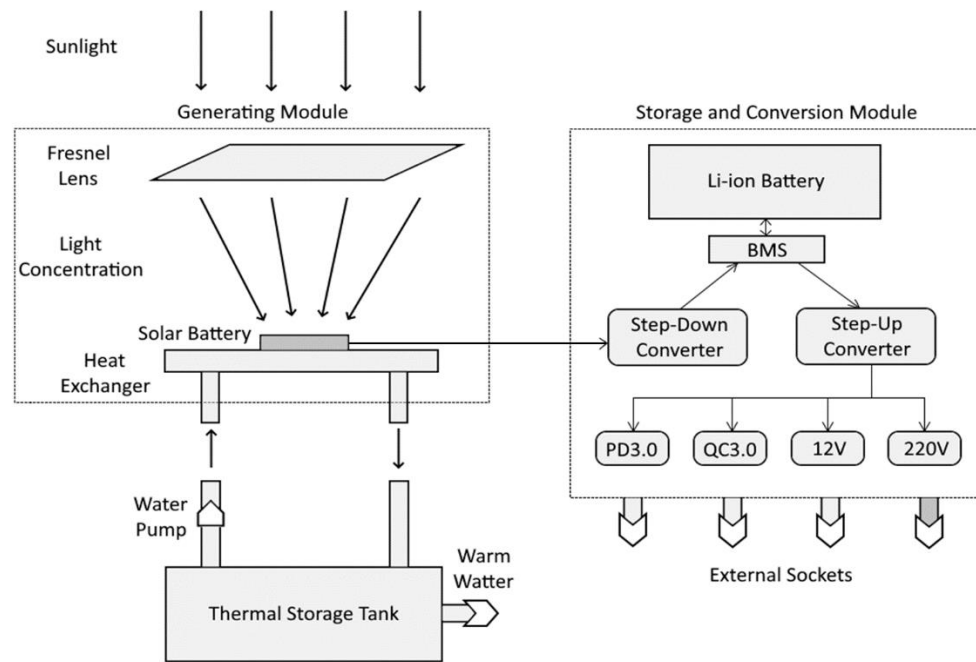 Sunlight
Generating Module
Fresnel
Lens
Light
Concentration
Solar Battery
Heat
Exchanger
Water
Pump
Warm
Watter
Thermal Storage Tank
Storage and Conversion Module
Li-ion Battery
BMS
Step-Down
Converter
Step-Up
Converter
PD3.0
QC3.0
12V
220V
External Sockets